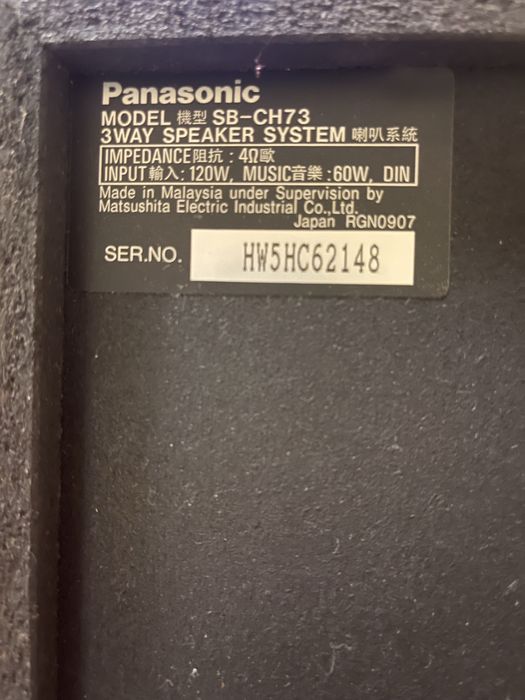 Panasonic
MODEL 機型 SB-CH73
3WAY SPEAKER SYSTEM 喇叭系統
IMPEDANCE阻抗: 4Ω歐
INPUT輸入: 120W, MUSIC音樂: 60W, DIN
Made in Malaysia under Supervision by
Matsushita Electric Industrial Co.,Ltd.
Japan RGN0907
SER.NO. HW5HC62148